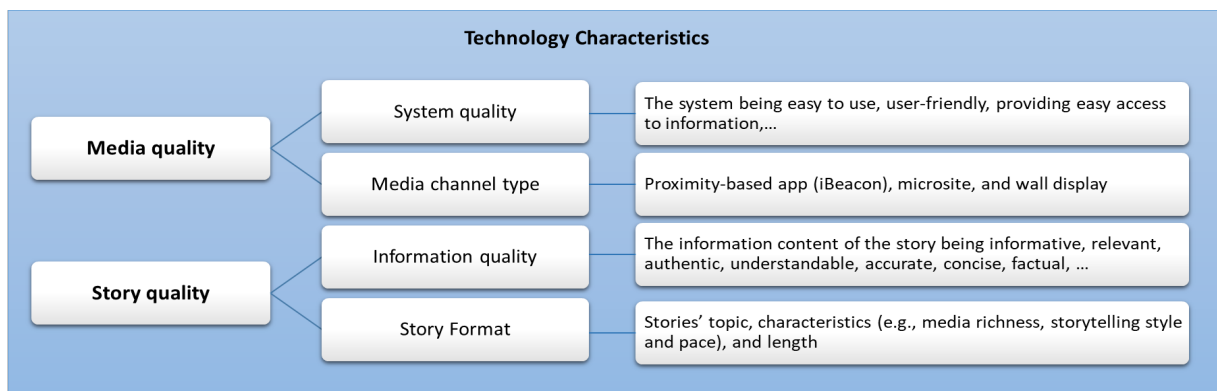 Technology Characteristics
Media quality
System quality
The system being easy to use, user-friendly, providing easy access
to information,...
Media channel type
Proximity-based app (iBeacon), microsite, and wall display
Story quality
Information quality
The information content of the story being informative, relevant,
authentic, understandable, accurate, concise, factual, ...
Story Format
Stories’ topic, characteristics (e.g., media richness, storytelling style
and pace), and length